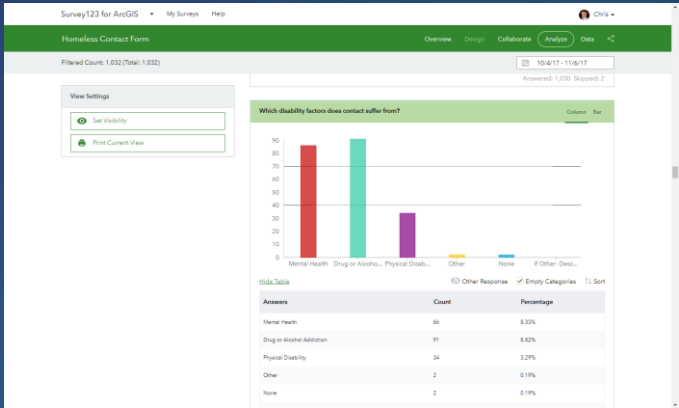 Survey123 for ArcGIS My Surveys Help Chris
Homeless Contact Form Overview Design Collaborate Analyze Data
Filtered Count: 1,032 (Total: 1,032) 10/4/17 - 11/6/17
Answered: 1,030 Skipped: 2
View Settings
Set Visibility
Print Current View
Which disability factors does contact suffer from? Column Bar
90
80
70
60
50
40
30
20
10
0
Mental Health Drug or Alcoho... Physical Disab... Other None If Other- Desc...
Hide Table Other Response Empty Categories Sort
Answers Count Percentage
Mental Health 86 8.33%
Drug or Alcohol Addiction 91 8.82%
Physical Disability 34 3.29%
Other 2 0.19%
None 2 0.19%